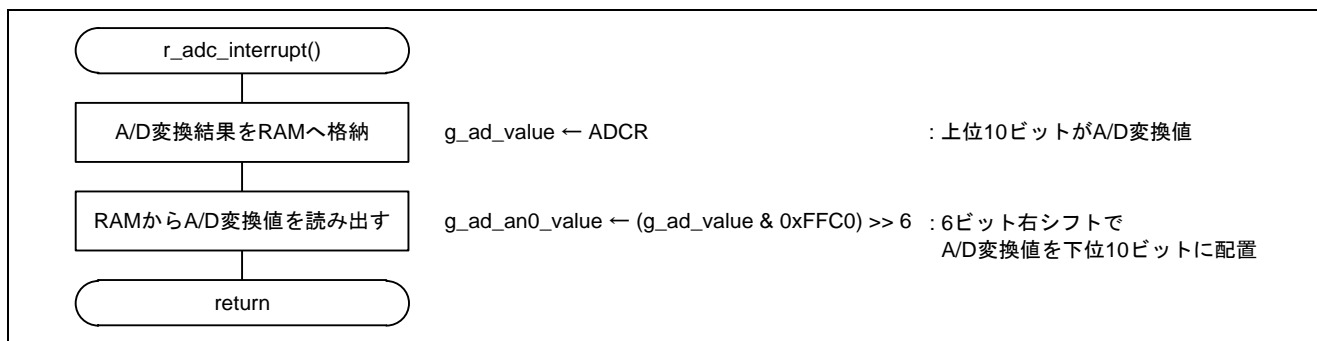 r_adc_interrupt()
A/D変換結果をRAMへ格納 g_ad_value ← ADCR : 上位10ビットがA/D変換値
RAMからA/D変換値を読み出す g_ad_an0_value ← (g_ad_value & 0xFFC0) >> 6 : 6ビット右シフトで
A/D変換値を下位10ビットに配置
return